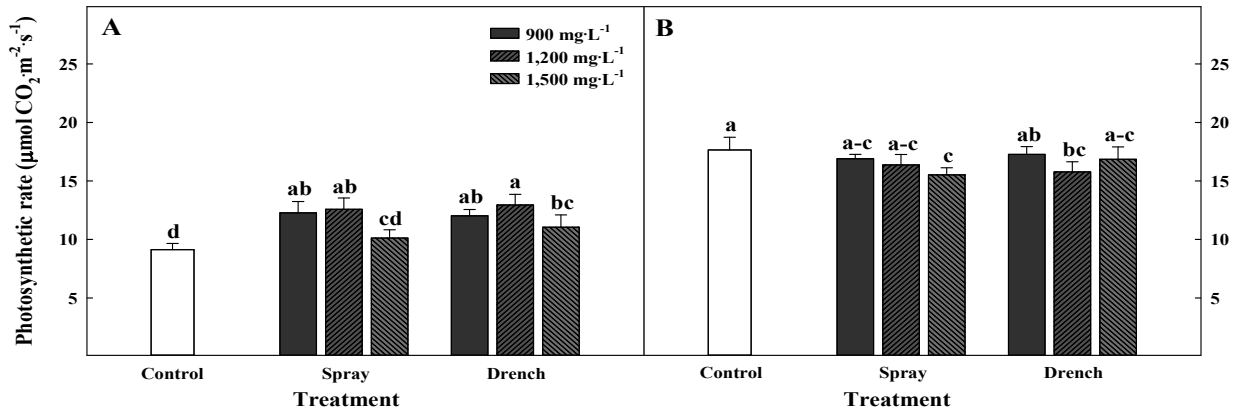 Photosynthetic rate (μmol CO2·m-2·s-1)
A
B
900 mg·L-1
1,200 mg·L-1
1,500 mg·L-1
25
20
15
10
5
25
20
15
10
5
d
ab
ab
cd
ab
a
bc
a
a-c
a-c
c
ab
bc
a-c
Control
Spray
Drench
Control
Spray
Drench
Treatment
Treatment